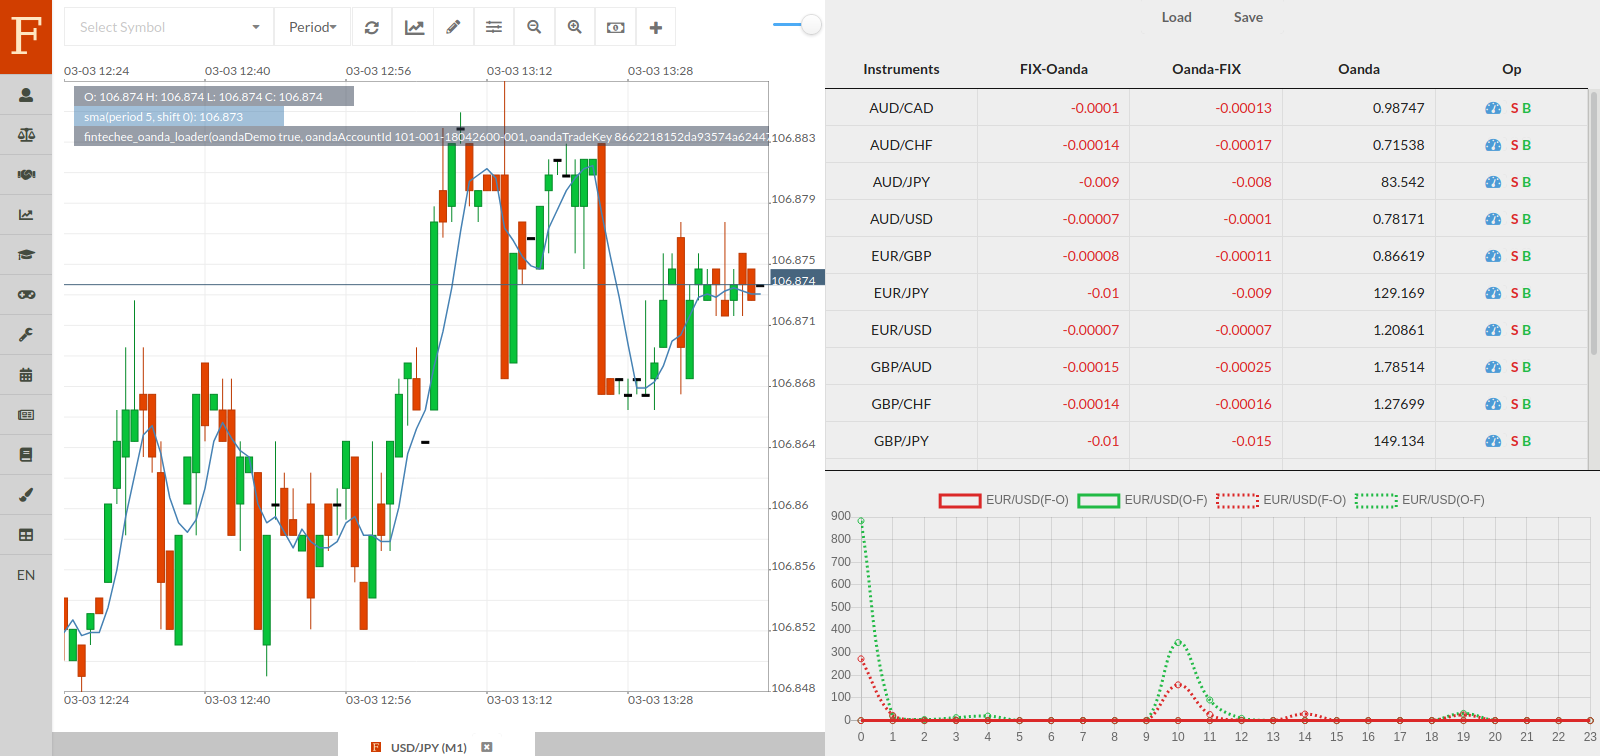 F
Select Symbol
Period
03-03 12:24 03-03 12:40 03-03 12:56 03-03 13:12 03-03 13:28
O: 106.874 H: 106.874 L: 106.874 C: 106.874
sma(period 5, shift 0): 106.873
fintechee_oanda_loader(oandaDemo true, oandaAccountId 101-001-18042600-001, oandaTradeKey 8662218152da93574a62447
106.883
106.879
106.875
106.874
106.871
106.868
106.864
106.86
106.856
106.852
106.848
03-03 12:24 03-03 12:40 03-03 12:56 03-03 13:12 03-03 13:28
EN
F USD/JPY (M1)
Load Save
Instruments FIX-Oanda Oanda-FIX Oanda Op
AUD/CAD -0.0001 -0.00013 0.98747 S B
AUD/CHF -0.00014 -0.00017 0.71538 S B
AUD/JPY -0.009 -0.008 83.542 S B
AUD/USD -0.00007 -0.0001 0.78171 S B
EUR/GBP -0.00008 -0.00011 0.86619 S B
EUR/JPY -0.01 -0.009 129.169 S B
EUR/USD -0.00007 -0.00007 1.20861 S B
GBP/AUD -0.00015 -0.00025 1.78514 S B
GBP/CHF -0.00014 -0.00016 1.27699 S B
GBP/JPY -0.01 -0.015 149.134 S B
EUR/USD(F-O) EUR/USD(O-F) EUR/USD(F-O) EUR/USD(O-F)
900
800
700
600
500
400
300
200
100
0
0 1 2 3 4 5 6 7 8 9 10 11 12 13 14 15 16 17 18 19 20 21 22 23